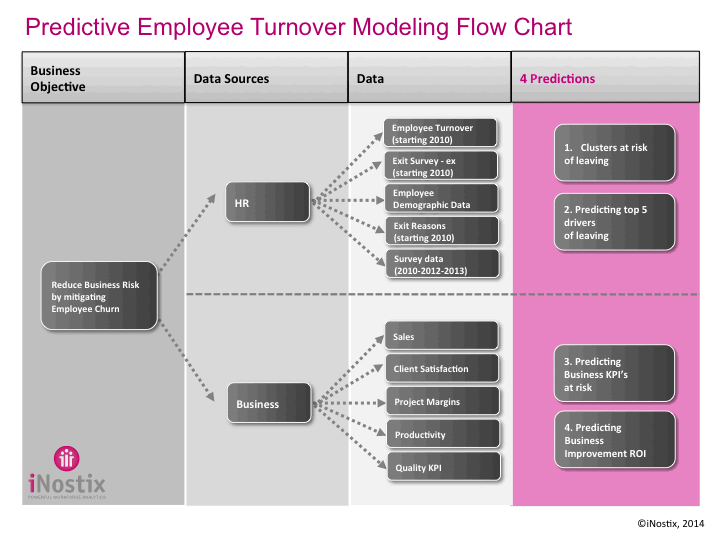 Predictive Employee Turnover Modeling Flow Chart
Business
Objective
Data Sources
Data
4 Predictions
Reduce Business Risk
by mitigating
Employee Churn
HR
Employee Turnover
(starting 2010)
Exit Survey - ex
(starting 2010)
Employee
Demographic Data
Exit Reasons
(starting 2010)
Survey data
(2010-2012-2013)
1. Clusters at risk
of leaving
2. Predicting top 5
drivers
of leaving
Business
Sales
Client Satisfaction
Project Margins
Productivity
Quality KPI
3. Predicting
Business KPI's
at risk
4. Predicting
Business
Improvement ROI
iNostix
POWERFUL WORKFORCE ANALYTICS
©iNostix, 2014